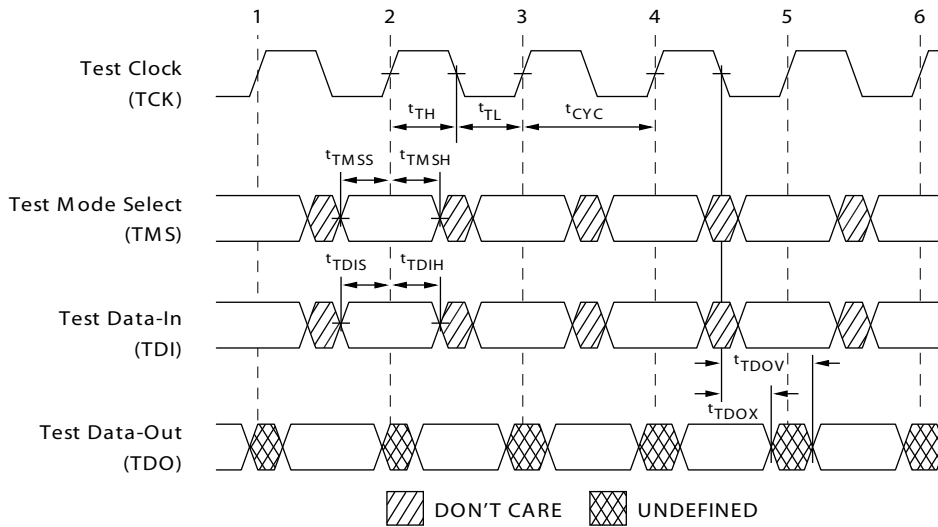 1 2 3 4 5 6
Test Clock
(TCK)
tTH tTL tCYC
tTMSS tTMSH
Test Mode Select
(TMS)
tTDIS tTDIH
Test Data-In
(TDI)
tTDOV
tTDOX
Test Data-Out
(TDO)
DON'T CARE UNDEFINED